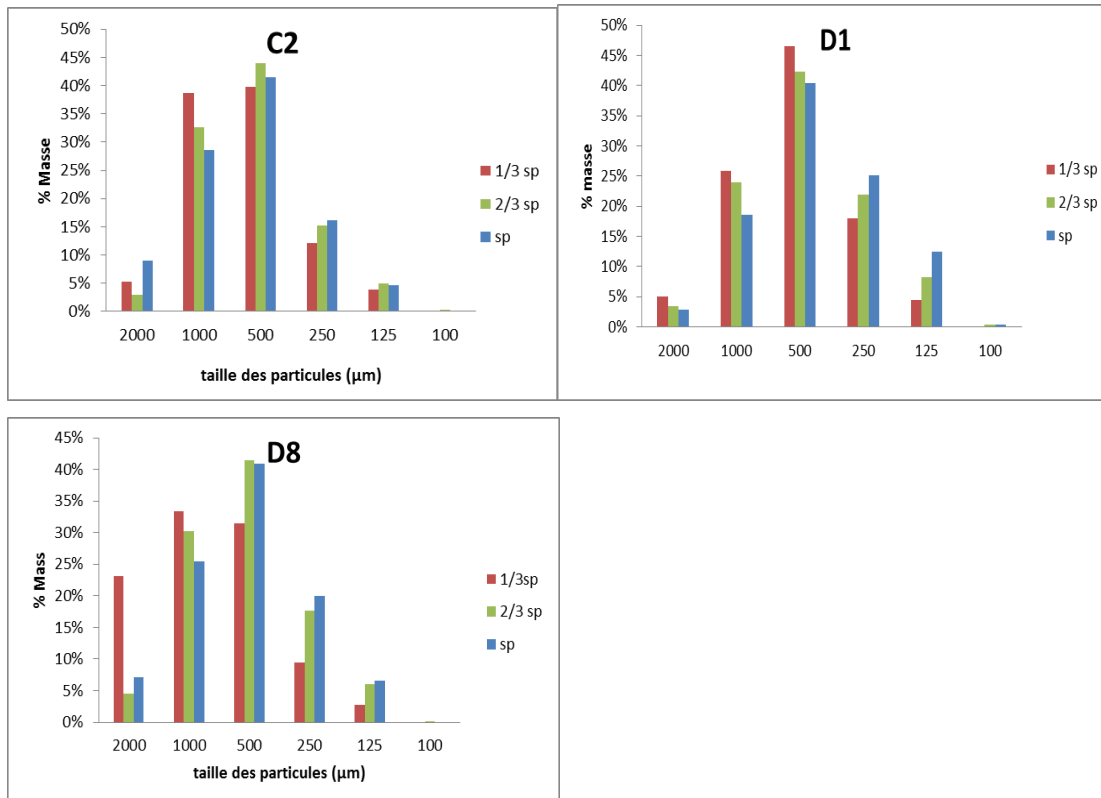 C2
50%
45%
40%
35%
30%
25%
20%
15%
10%
5%
0%
% Masse
2000 1000 500 250 125 100
taille des particules (µm)
1/3 sp
2/3 sp
sp
D1
50%
45%
40%
35%
30%
25%
20%
15%
10%
5%
0%
% masse
2000 1000 500 250 125 100
1/3 sp
2/3 sp
sp
D8
45%
40%
35%
30%
25%
20%
15%
10%
5%
0%
% Mass
2000 1000 500 250 125 100
taille des particules (µm)
1/3sp
2/3 sp
sp